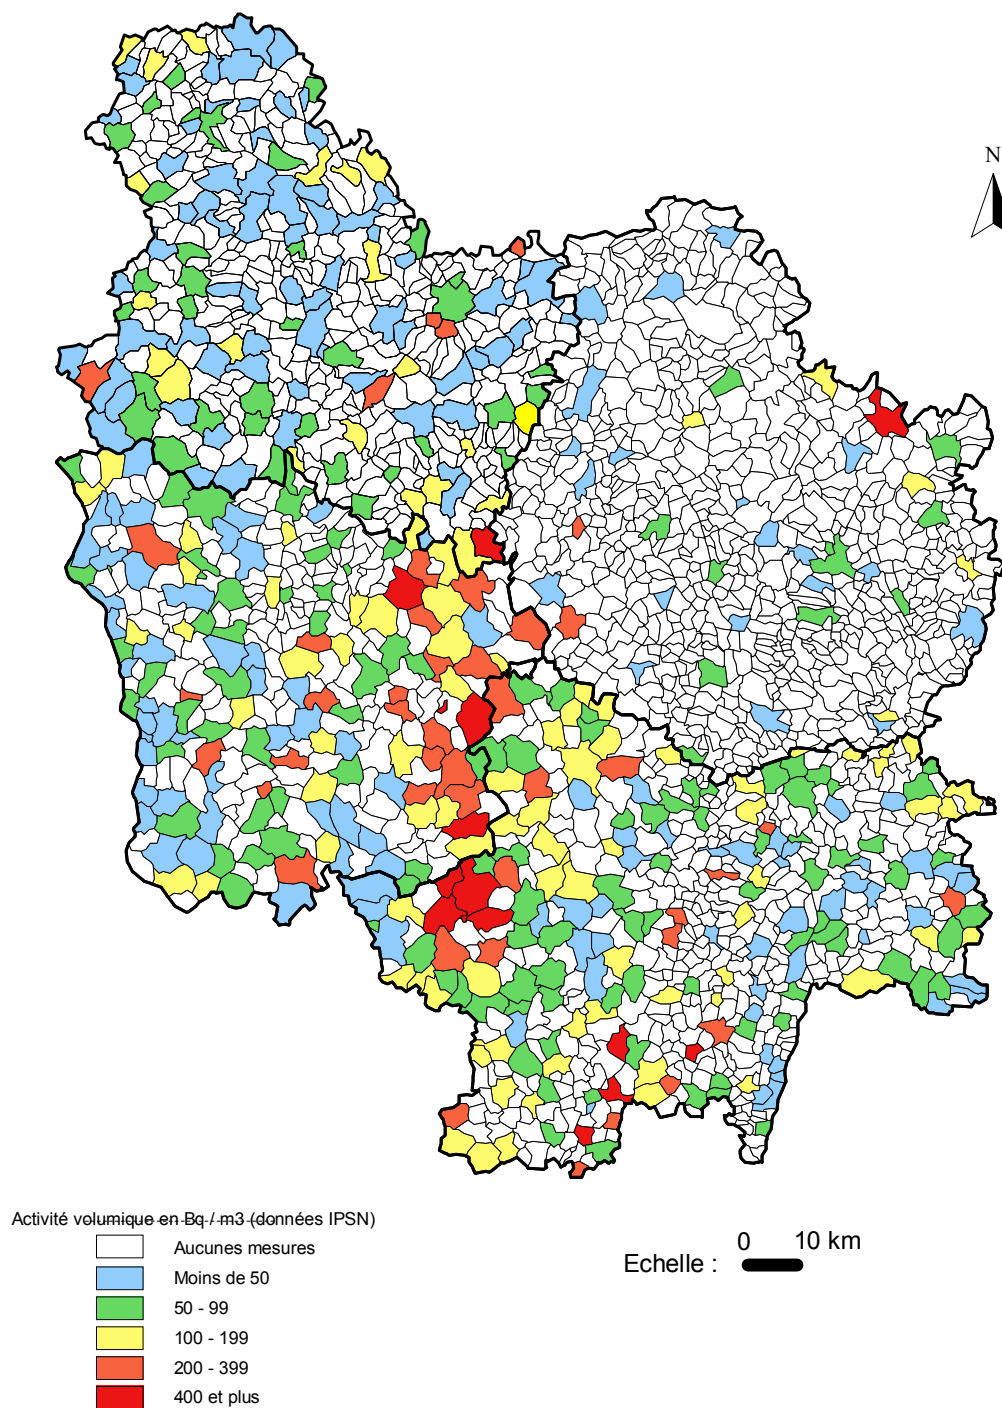 N
Activité volumique en Bq / m3 (données IPSN)
Aucunes mesures
Moins de 50
50 - 99
100 - 199
200 - 399
400 et plus
Echelle :
0 10 km